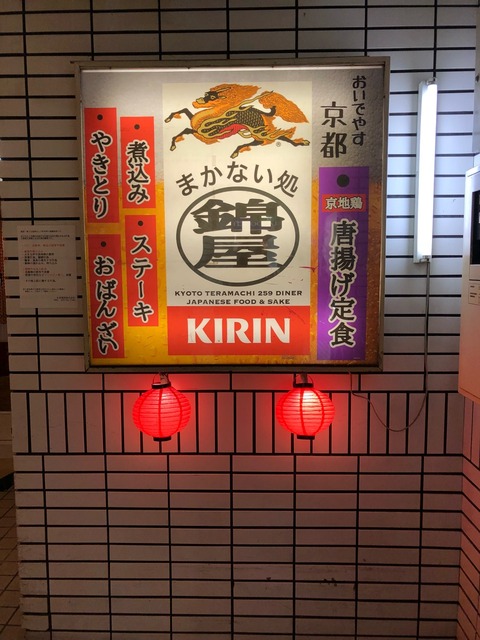 おいでやす
京都
まかない処
錦屋
KYOTO TERAMACHI 259 DINER
JAPANESE FOOD & SAKE
KIRIN
京地鶏
唐揚げ定食
煮込み
ステーキ
やきとり
おばんざい